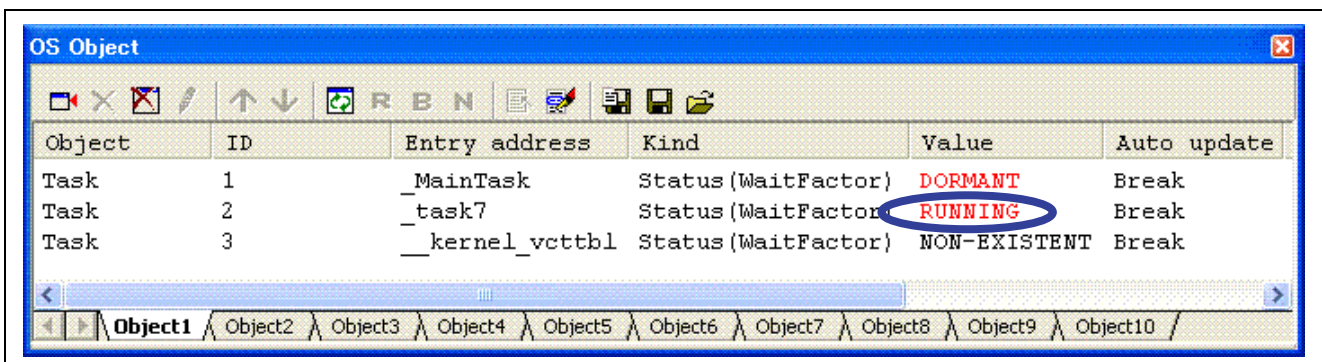 OS Object
R B N
Object ID Entry address Kind Value Auto update
Task 1 _MainTask Status(WaitFactor) DORMANT Break
Task 2 _task7 Status(WaitFactor) RUNNING Break
Task 3 __kernel_vcttbl Status(WaitFactor) NON-EXISTENT Break
Object1 Object2 Object3 Object4 Object5 Object6 Object7 Object8 Object9 Object10